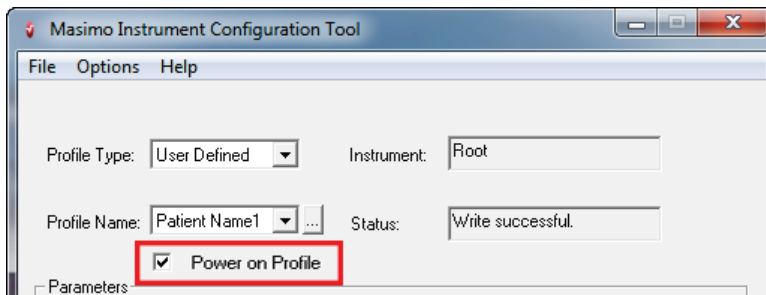 Masimo Instrument Configuration Tool
File Options Help
Profile Type: User Defined Instrument: Root
Profile Name: Patient Name1 ... Status: Write successful.
Power on Profile
Parameters